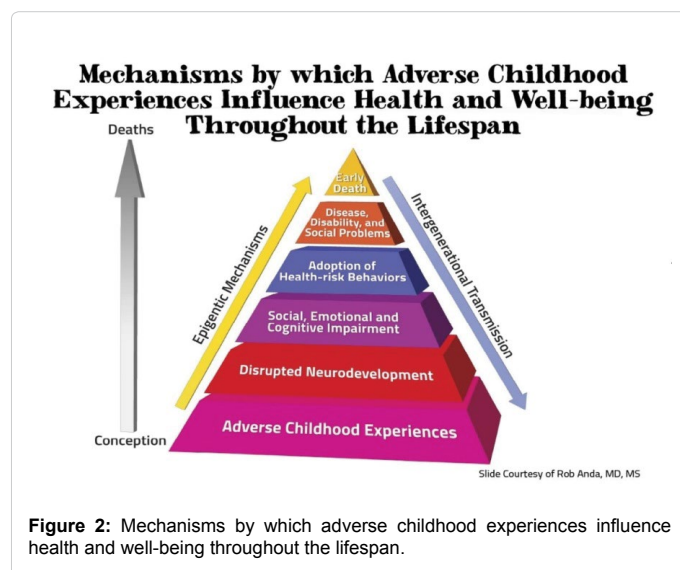 Mechanisms by which Adverse Childhood
Experiences Influence Health and Well-being
Throughout the Lifespan
Deaths
Early
Death
Disease,
Disability, and
Social Problems
Adoption of
Health-risk Behaviors
Social, Emotional and
Cognitive Impairment
Disrupted Neurodevelopment
Adverse Childhood Experiences
Epigentic Mechanisms
Intergenerational Transmission
Conception
Slide Courtesy of Rob Anda, MD, MS
Figure 2: Mechanisms by which adverse childhood experiences influence
health and well-being throughout the lifespan.